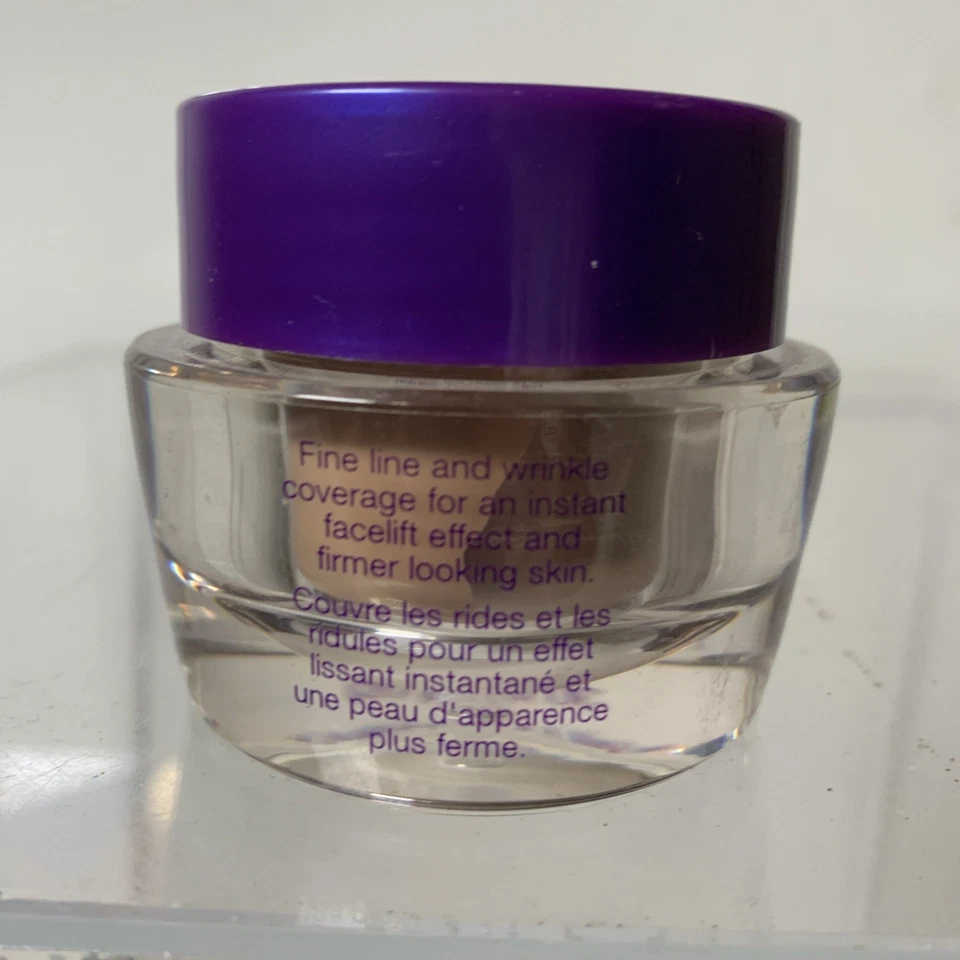 Fine line and wrinkle
coverage for an instant
facelift effect and
firmer looking skin.
Couvre les rides et les
ridules pour un effet
lissant instantané et
une peau d'apparence
plus ferme.